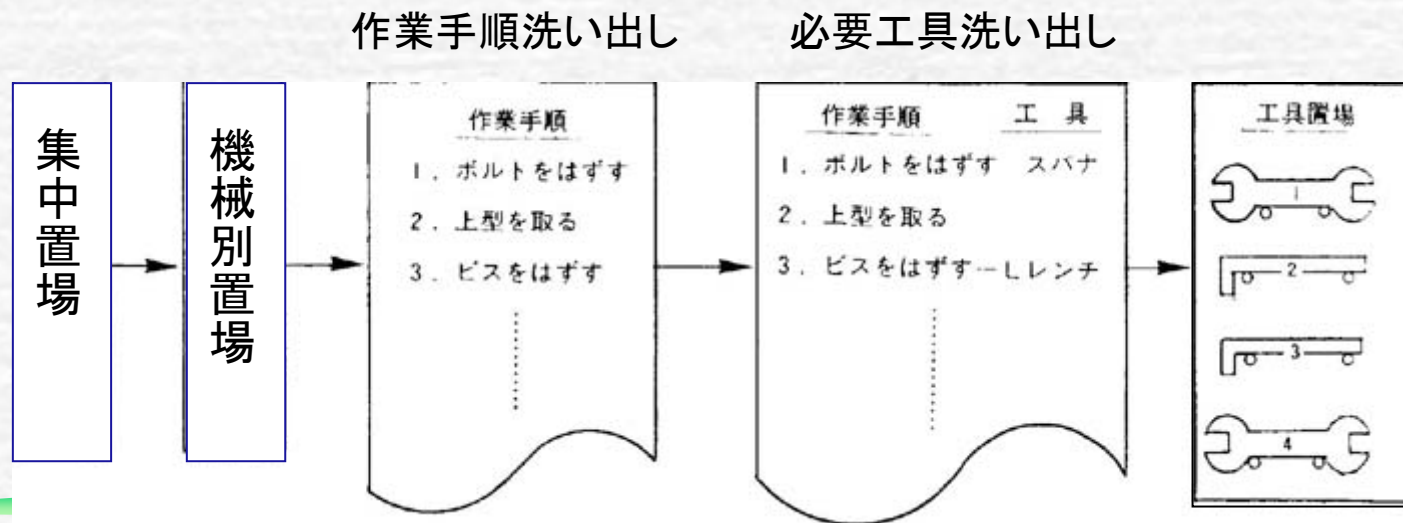 作業手順洗い出し
必要工具洗い出し
集中置場
機械別置場
作業手順
1. ボルトをはずす
2. 上型を取る
3. ビスをはずす
作業手順 工具
1. ボルトをはずす スパナ
2. 上型を取る
3. ビスをはずす…Lレンチ
工具置場
1
2
3
4